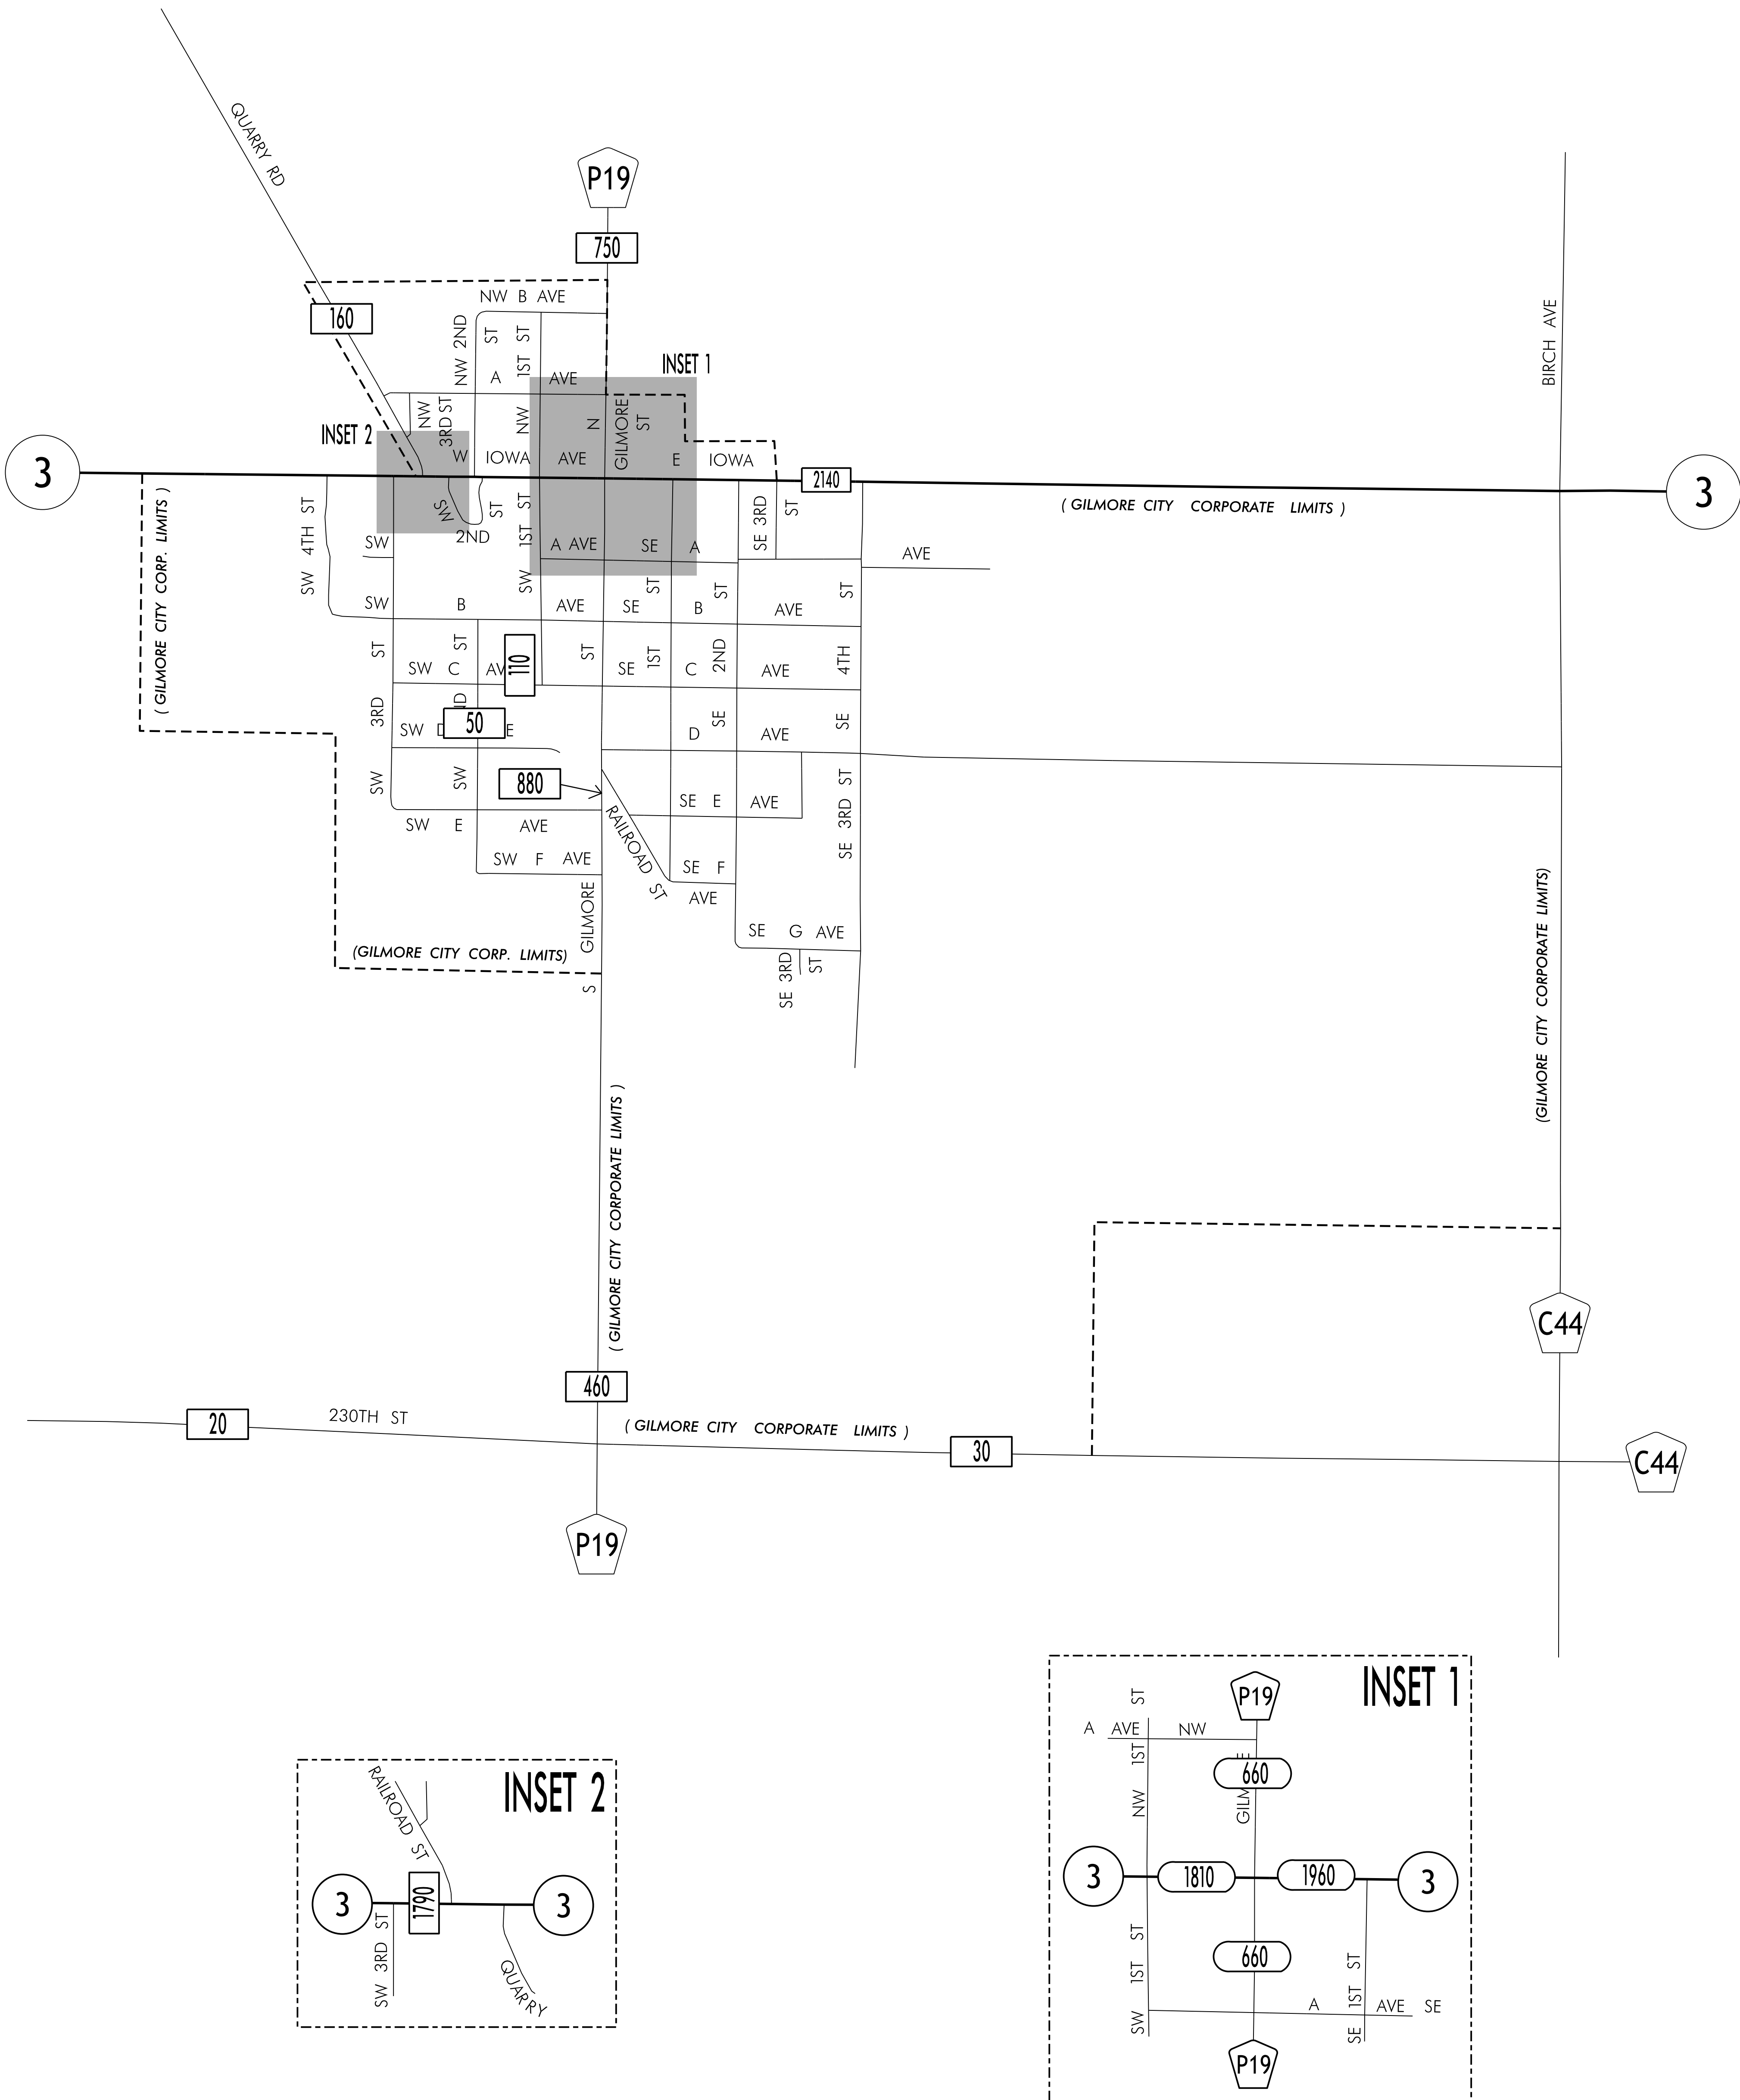 QUARRY RD
P19
750
160
NW B AVE
NW 2ND ST
NW 1ST ST
A AVE
INSET 1
NW 3RD ST
N GILMORE ST
BIRCH AVE
INSET 2
3
W IOWA AVE
E IOWA
2140
3
( GILMORE CITY CORPORATE LIMITS )
( GILMORE CITY CORP. LIMITS )
SW 4TH ST
SW
SW 2ND ST
SW 1ST ST
A AVE SE A
SE 3RD ST
AVE
SW B AVE SE B AVE
SW 3RD ST
SW ST
110
SW C AV
ST
SE C AVE
SE 1ST ST
SE 2ND ST
SE 4TH ST
SW D E
50
D AVE
880
RAILROAD ST
SE E AVE
SE 3RD ST
SW E AVE
SW F AVE
SE F AVE
SE G AVE
SE 3RD ST
S GILMORE
(GILMORE CITY CORP. LIMITS)
(GILMORE CITY CORPORATE LIMITS)
( GILMORE CITY CORPORATE LIMITS )
C44
460
20
230TH ST
( GILMORE CITY CORPORATE LIMITS )
30
C44
P19
INSET 1
P19
A AVE NW
NW 1ST ST
660
GILM E
3
1810
1960
3
660
SW 1ST ST
SE 1ST ST
A AVE SE
P19
INSET 2
RAILROAD ST
3
1790
3
SW 3RD ST
QUARRY